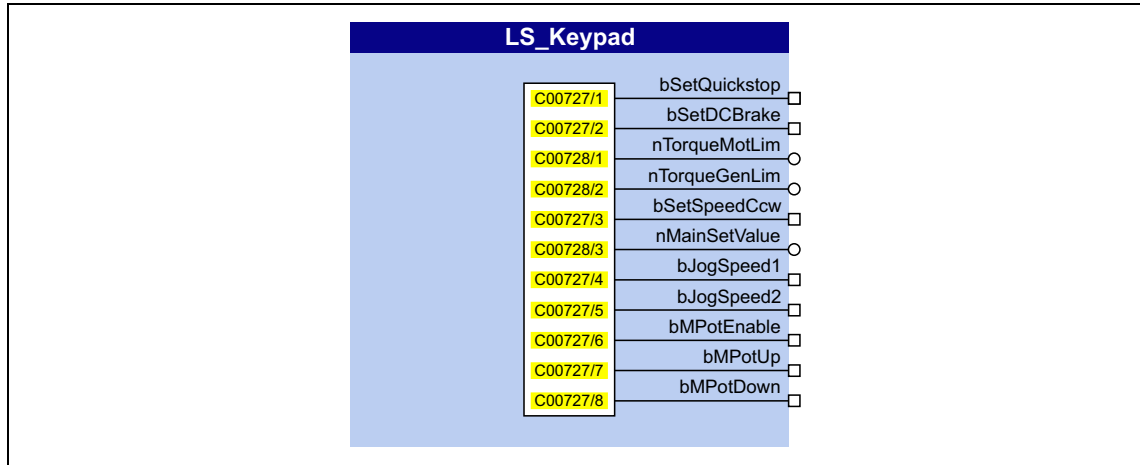 LS_Keypad
C00727/1 bSetQuickstop
C00727/2 bSetDCBrake
C00728/1 nTorqueMotLim
C00728/2 nTorqueGenLim
C00727/3 bSetSpeedCcw
C00728/3 nMainSetValue
C00727/4 bJogSpeed1
C00727/5 bJogSpeed2
C00727/6 bMPotEnable
C00727/7 bMPotUp
C00727/8 bMPotDown